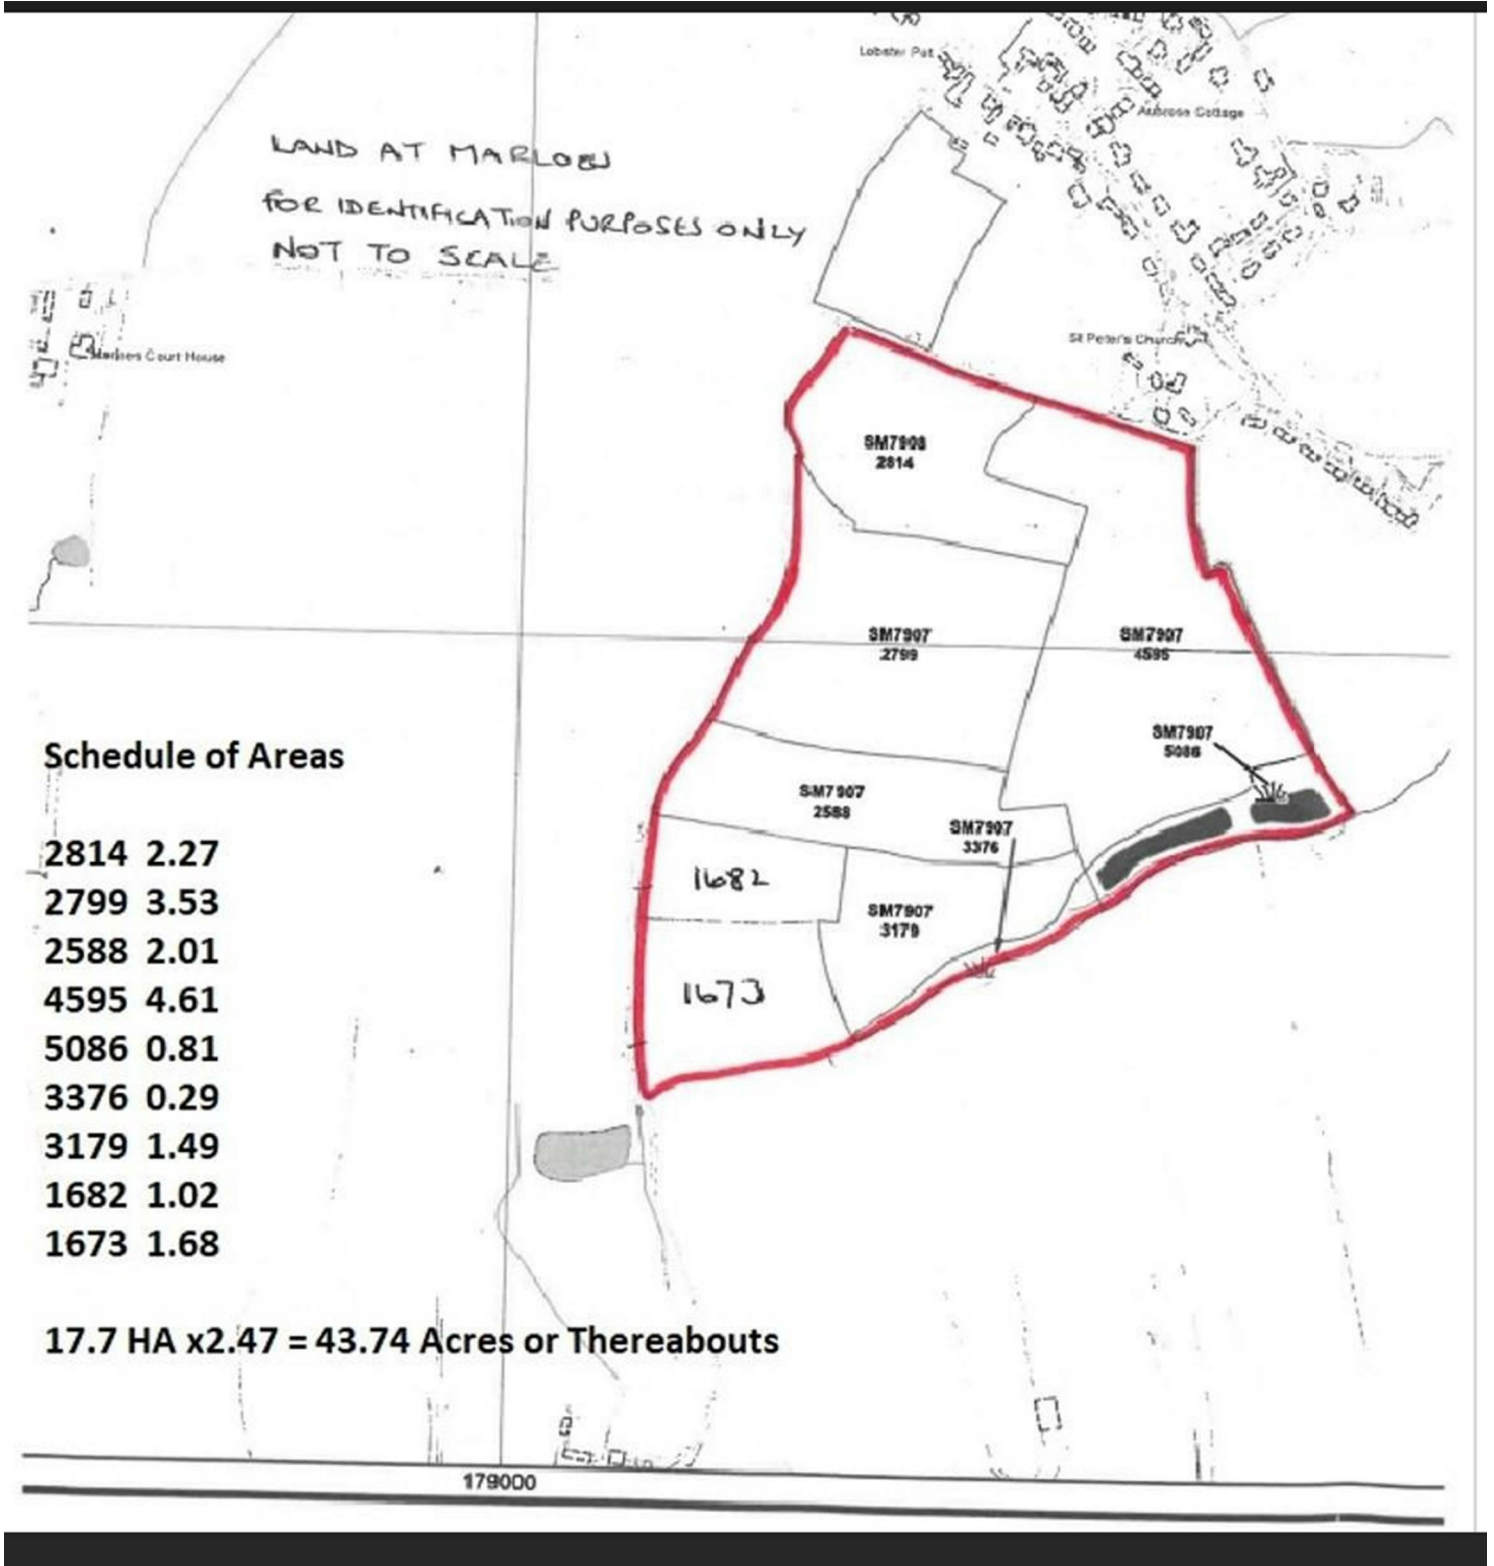 Lobster Pot
Ambrose Cottage
LAND AT MARLOES
FOR IDENTIFICATION PURPOSES ONLY
NOT TO SCALE
St Peter's Church
Marloes Court House
SM7908
2814
SM7907
2799
SM7907
4595
SM7907
5086
SM7907
2588
SM7907
3376
1682
SM7907
3179
1673
Schedule of Areas
2814 2.27
2799 3.53
2588 2.01
4595 4.61
5086 0.81
3376 0.29
3179 1.49
1682 1.02
1673 1.68
17.7 HA x2.47 = 43.74 Acres or Thereabouts
179000